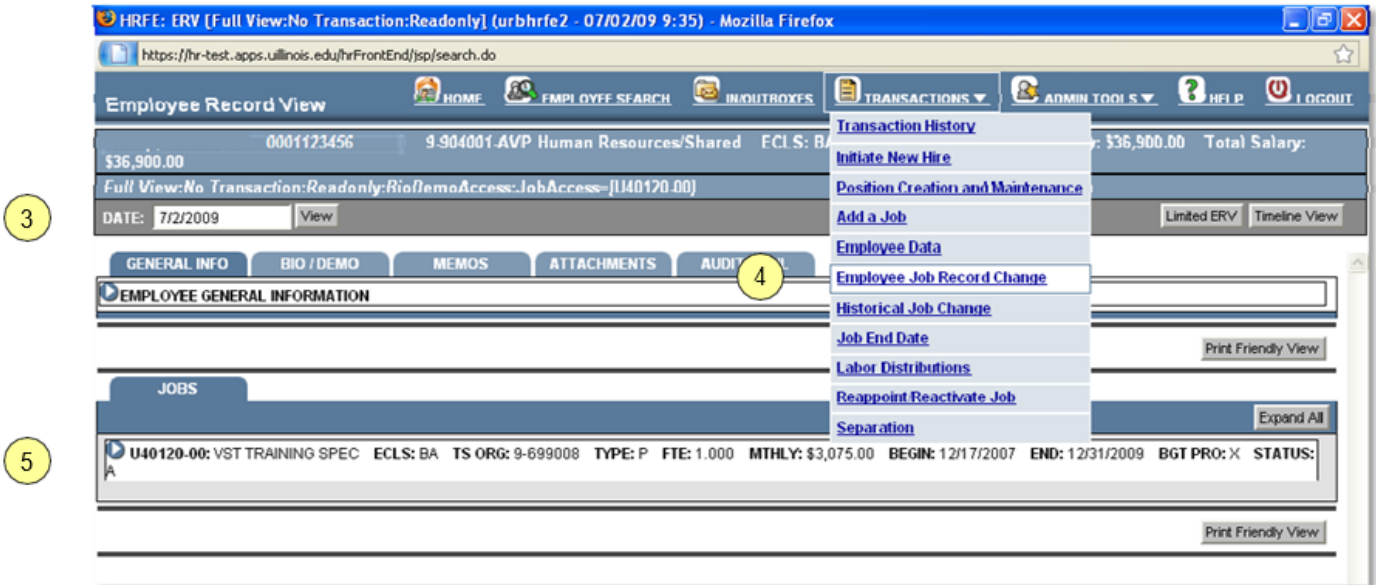 HRFE: ERV [Full View:No Transaction:Readonly] (urbhrfe2 - 07/02/09 9:35) - Mozilla Firefox
https://hr-test.apps.uillinois.edu/hrFrontEnd/jsp/search.do
Employee Record View HOME EMPLOYEE SEARCH IN/OUTBOXES TRANSACTIONS ADMIN TOOLS HELP LOGOUT
0001123456 9-904001-AVP Human Resources/Shared ECLS: BA $36,900.00 Total Salary:
$36,900.00
Full View:No Transaction:Readonly:BioDemoAccess:JobAccess=[U40120-00]
3
DATE: 7/2/2009 View Limited ERV Timeline View
Transaction History
Initiate New Hire
Position Creation and Maintenance
Add a Job
Employee Data
Employee Job Record Change
Historical Job Change
Job End Date
Labor Distributions
Reappoint/Reactivate Job
Separation
GENERAL INFO BIO / DEMO MEMOS ATTACHMENTS
4
EMPLOYEE GENERAL INFORMATION
Print Friendly View
JOBS
Expand All
5
U40120-00: VST TRAINING SPEC ECLS: BA TS ORG: 9-699008 TYPE: P FTE: 1.000 MTHLY: $3,075.00 BEGIN: 12/17/2007 END: 12/31/2009 BGT PRO: X STATUS:
A
Print Friendly View